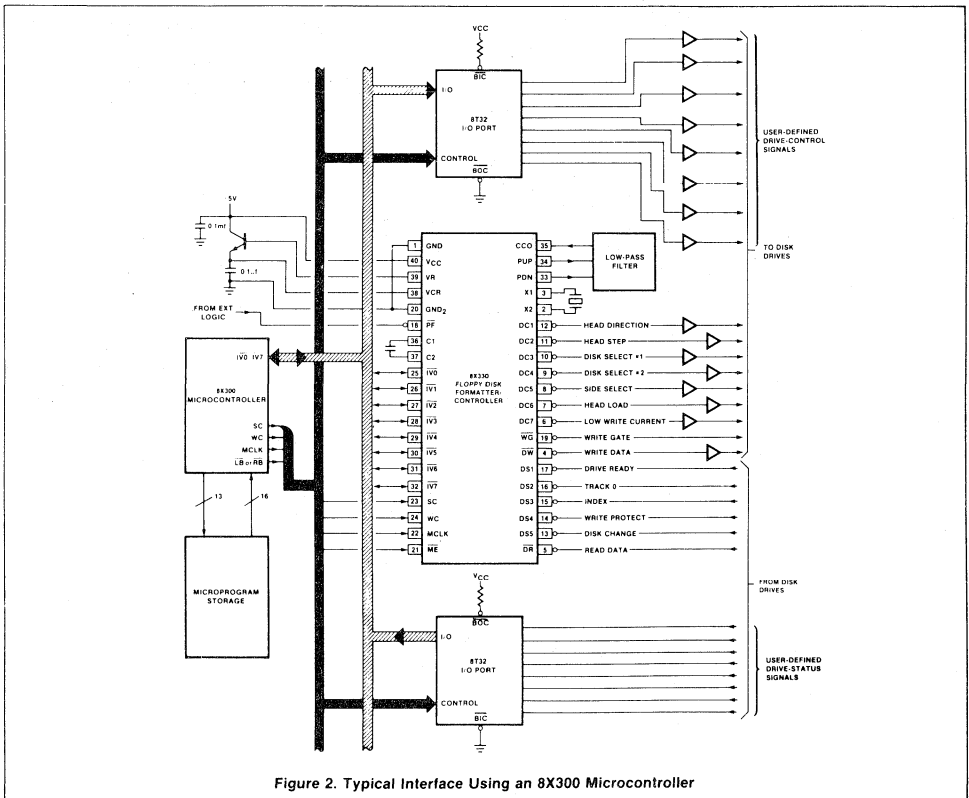 VCC
BIC
I/O
8T32
I/O PORT
CONTROL
BOC
USER-DEFINED
DRIVE-CONTROL
SIGNALS
TO DISK
DRIVES
5V
0 1mf
0 1
FROM EXT
LOGIC
1 GND
40 VCC
39 VR
38 VCR
20 GND2
18 PF
36 C1
37 C2
25 IV0
26 IV1
27 IV2
28 IV3
29 IV4
30 IV5
31 IV6
32 IV7
23 SC
24 WC
22 MCLK
21 ME
8X330
FLOPPY DISK
FORMATTER/
CONTROLLER
CCO 35
PUP 34
PDN 33
X1 3
X2 2
LOW-PASS
FILTER
DC1 12 HEAD DIRECTION
DC2 11 HEAD STEP
DC3 10 DISK SELECT #1
DC4 9 DISK SELECT #2
DC5 8 SIDE SELECT
DC6 7 HEAD LOAD
DC7 6 LOW WRITE CURRENT
WG 19 WRITE GATE
DW 4 WRITE DATA
DS1 17 DRIVE READY
DS2 16 TRACK 0
DS3 15 INDEX
DS4 14 WRITE PROTECT
DS5 13 DISK CHANGE
DR 5 READ DATA
IV0 IV7
8X300
MICROCONTROLLER
SC
WC
MCLK
LB or RB
13
16
MICROPROGRAM
STORAGE
FROM DISK
DRIVES
VCC
BOC
I/O
8T32
I/O PORT
CONTROL
BIC
USER-DEFINED
DRIVE-STATUS
SIGNALS
Figure 2. Typical Interface Using an 8X300 Microcontroller